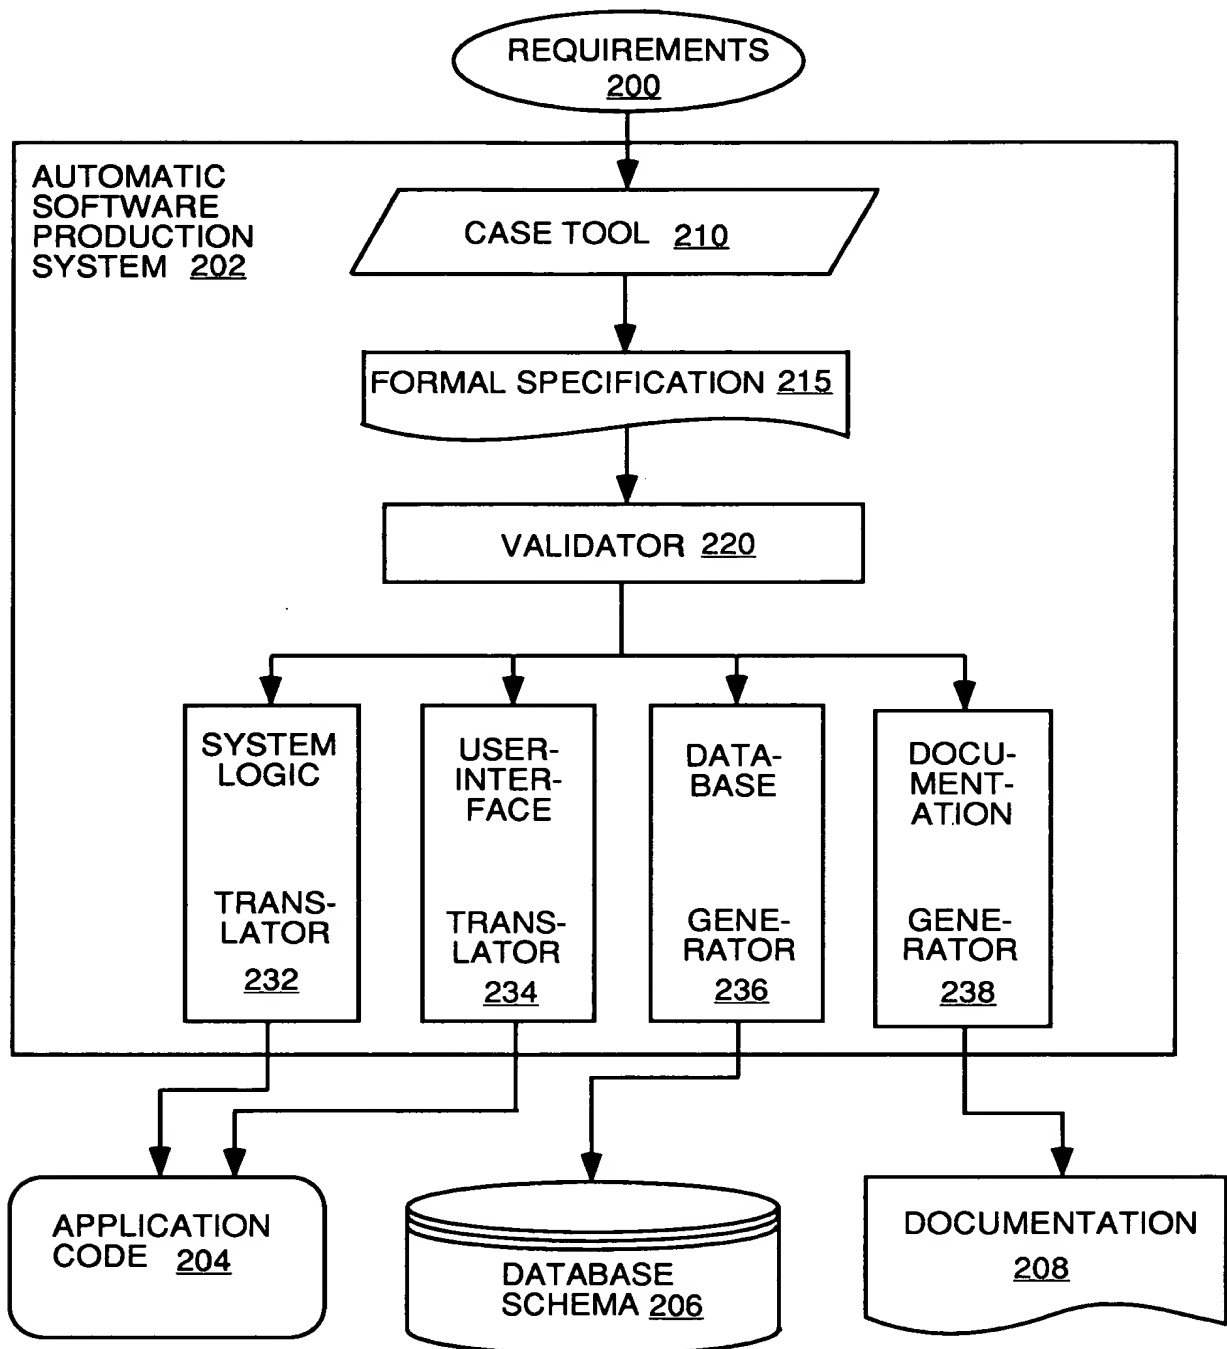 REQUIREMENTS
200
AUTOMATIC
SOFTWARE
PRODUCTION
SYSTEM 202
CASE TOOL 210
FORMAL SPECIFICATION 215
VALIDATOR 220
SYSTEM
LOGIC
TRANS-
LATOR
232
USER-
INTER-
FACE
TRANS-
LATOR
234
DATA-
BASE
GENE-
RATOR
236
DOCU-
MENT-
ATION
GENE-
RATOR
238
APPLICATION
CODE 204
DATABASE
SCHEMA 206
DOCUMENTATION
208